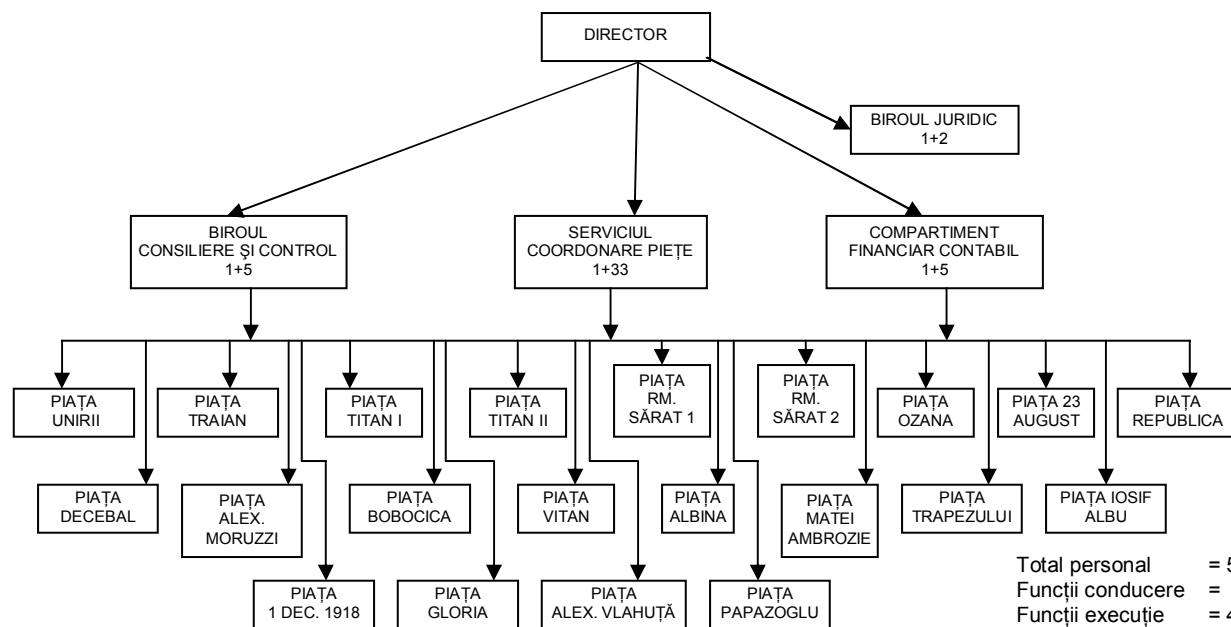 DIRECTOR
BIROUL JURIDIC
1+2
BIROUL
CONSILIERE ŞI CONTROL
1+5
SERVICIUL
COORDONARE PIEŢE
1+33
COMPARTIMENT
FINANCIAR CONTABIL
1+5
PIAŢA
UNIRII
PIAŢA
TRAIAN
PIAŢA
TITAN I
PIAŢA
TITAN II
PIAŢA
RM.
SĂRAT 1
PIAŢA
RM.
SĂRAT 2
PIAŢA
OZANA
PIAŢA 23
AUGUST
PIAŢA
REPUBLICA
PIAŢA
DECEBAL
PIAŢA
ALEX.
MORUZZI
PIAŢA
BOBOCICA
PIAŢA
VITAN
PIAŢA
ALBINA
PIAŢA
MATEI
AMBROZIE
PIAŢA
TRAPEZULUI
PIAŢA IOSIF
ALBU
PIAŢA
1 DEC. 1918
PIAŢA
GLORIA
PIAŢA
ALEX. VLAHUŢĂ
PIAŢA
PAPAZOGLU
Total personal =
Funcţii conducere =
Funcţii execuţie =